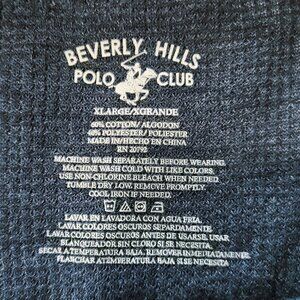 BEVERLY HILLS
POLO CLUB
XLARGE/XGRANDE
60% COTTON/ ALGODON
40% POLYESTER/ POLIESTER
MADE IN/HECHO EN CHINA
RN 20792
MACHINE WASH SEPARATELY BEFORE WEARING.
MACHINE WASH COLD WITH LIKE COLORS.
USE NON-CHLORINE BLEACH WHEN NEEDED.
TUMBLE DRY LOW. REMOVE PROMPTLY.
COOL IRON IF NEEDED.
LAVAR EN LAVADORA CON AGUA FRIA.
LAVAR COLORES OSCUROS SEPARDAMENTE.
LAVAR COLORES OSCUROS ANTES DE USARSE. USAR
BLANQUEADOR SIN CLORO SI SE NECESITA.
SECAR A TEMPERATURA BAJA. REMOVER INMEDIATAMENTE.
PLANCHAR A TEMPERATURA BAJA SI SE NECESITA.